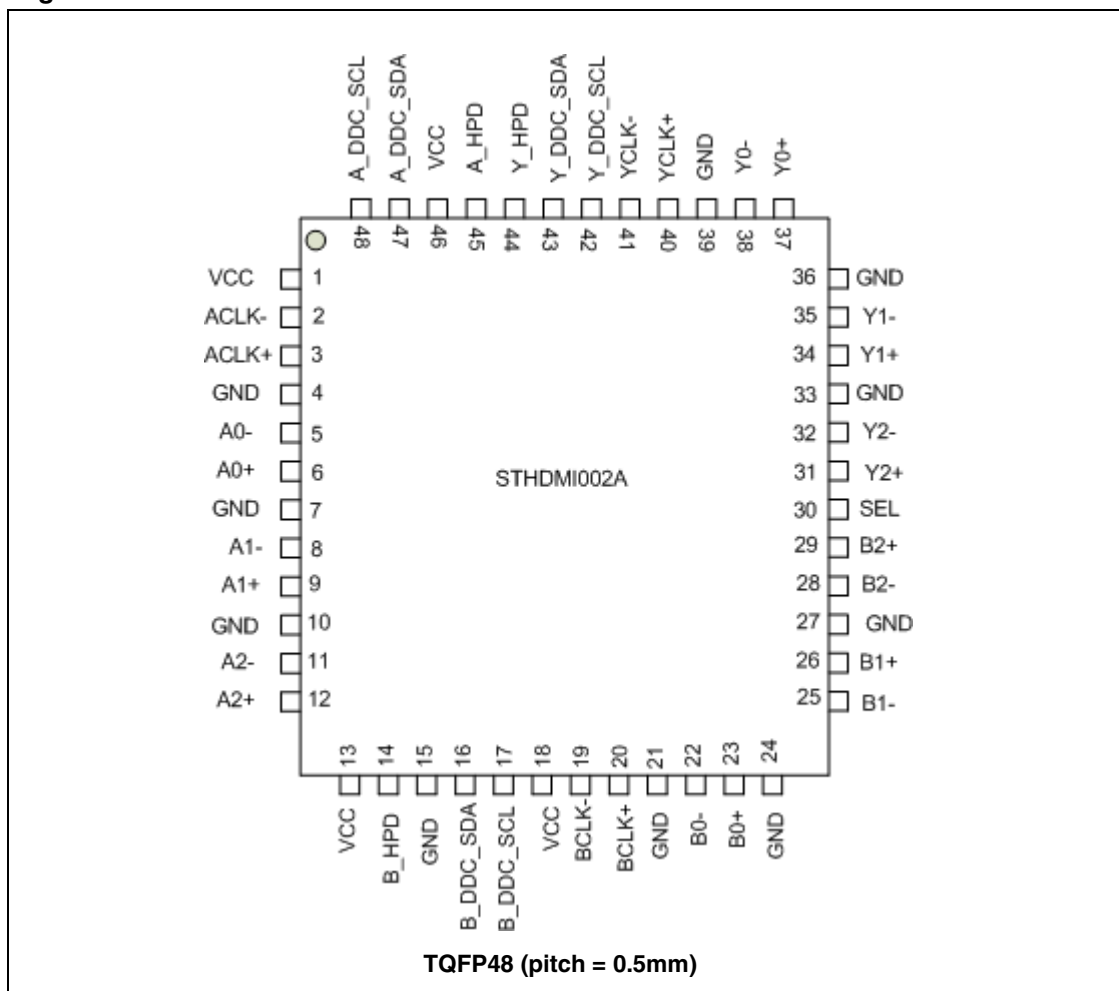 A_DDC_SCL
A_DDC_SDA
VCC
A_HPD
Y_HPD
Y_DDC_SDA
Y_DDC_SCL
YCLK-
YCLK+
GND
Y0-
Y0+
48 47 46 45 44 43 42 41 40 39 38 37
VCC 1 36 GND
ACLK- 2 35 Y1-
ACLK+ 3 34 Y1+
GND 4 33 GND
A0- 5 32 Y2-
A0+ 6 31 Y2+
STHDMI002A
GND 7 30 SEL
A1- 8 29 B2+
A1+ 9 28 B2-
GND 10 27 GND
A2- 11 26 B1+
A2+ 12 25 B1-
13 14 15 16 17 18 19 20 21 22 23 24
VCC
B_HPD
GND
B_DDC_SDA
B_DDC_SCL
VCC
BCLK-
BCLK+
GND
B0-
B0+
GND
TQFP48 (pitch = 0.5mm)